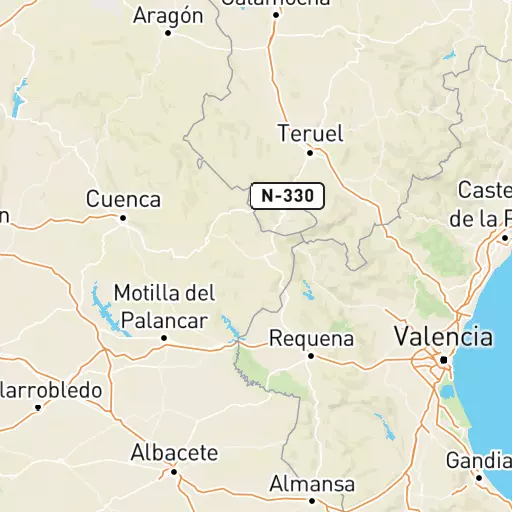 Calamocha
Aragón
Teruel
N-330
Cuenca
Caste
de la P
n
Motilla del
Palancar
Requena
Valencia
larrobledo
Albacete
Gandia
Almansa